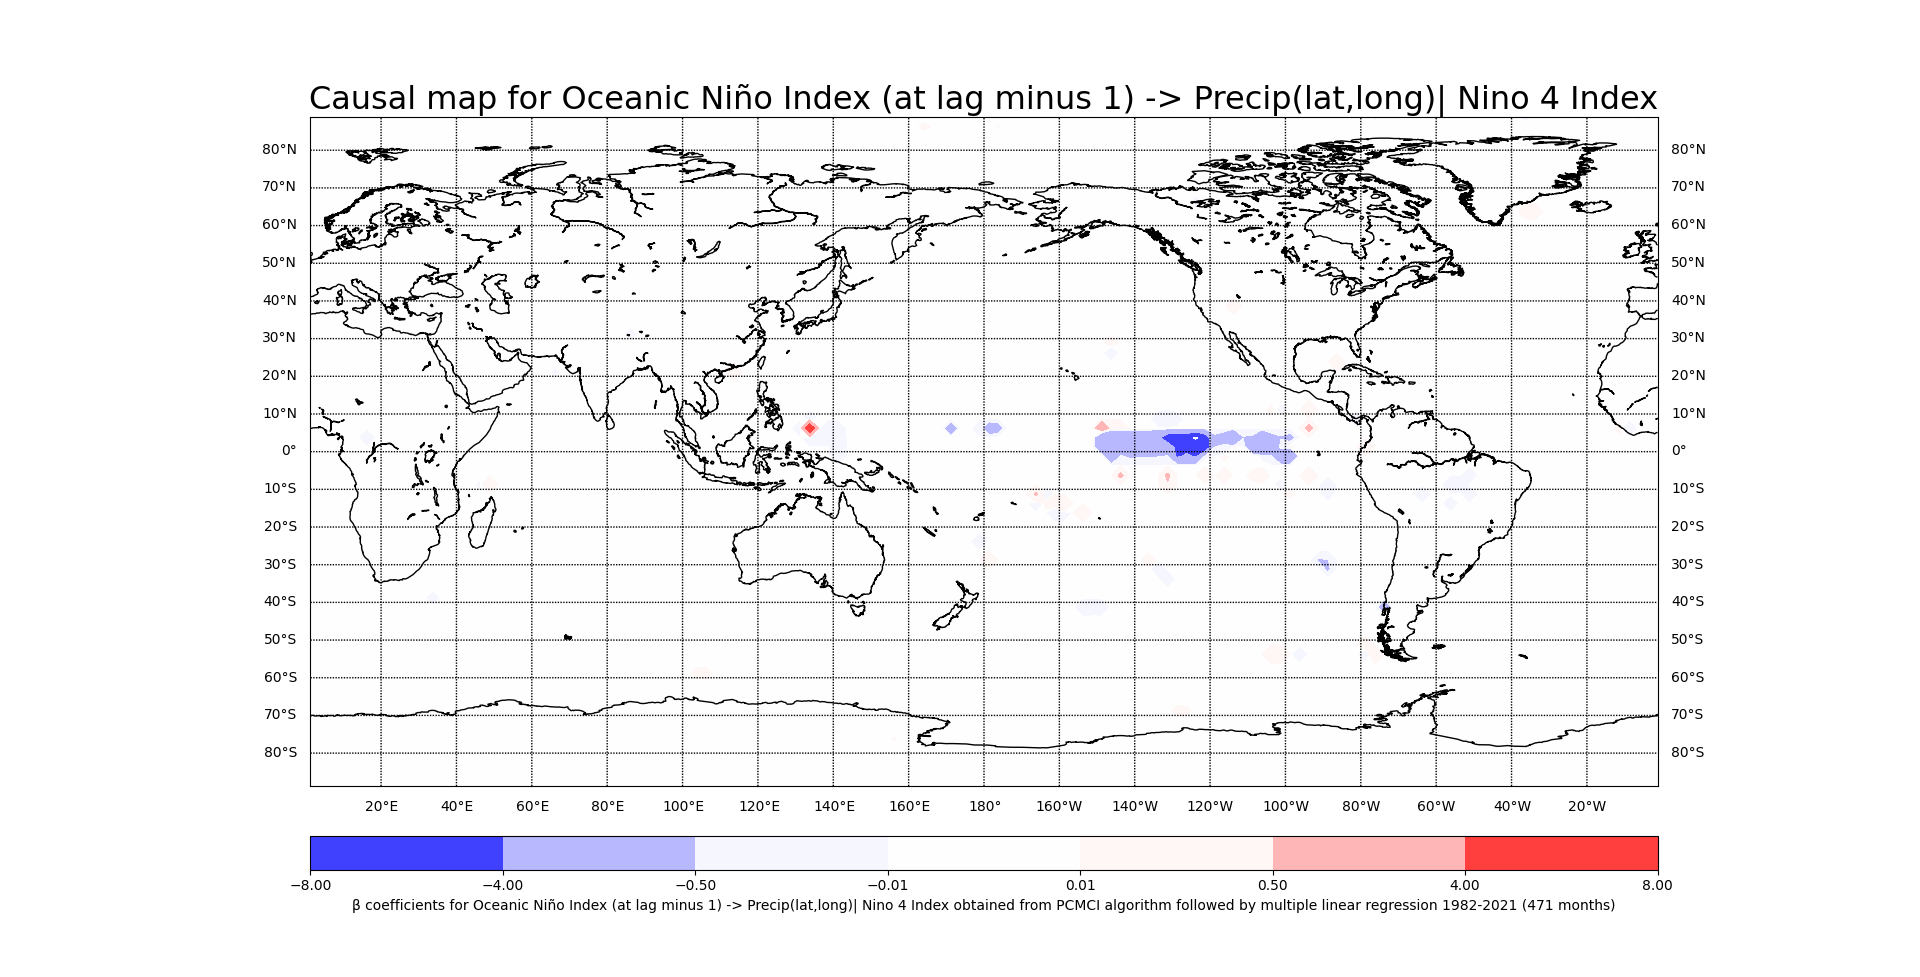 Causal map for Oceanic Niño Index (at lag minus 1) -> Precip(lat,long)| Nino 4 Index
80°N 80°N
70°N 70°N
60°N 60°N
50°N 50°N
40°N 40°N
30°N 30°N
20°N 20°N
10°N 10°N
0° 0°
10°S 10°S
20°S 20°S
30°S 30°S
40°S 40°S
50°S 50°S
60°S 60°S
70°S 70°S
80°S 80°S
20°E 40°E 60°E 80°E 100°E 120°E 140°E 160°E 180° 160°W 140°W 120°W 100°W 80°W 60°W 40°W 20°W
−8.00 −4.00 −0.50 −0.01 0.01 0.50 4.00 8.00
β coefficients for Oceanic Niño Index (at lag minus 1) -> Precip(lat,long)| Nino 4 Index obtained from PCMCI algorithm followed by multiple linear regression 1982-2021 (471 months)